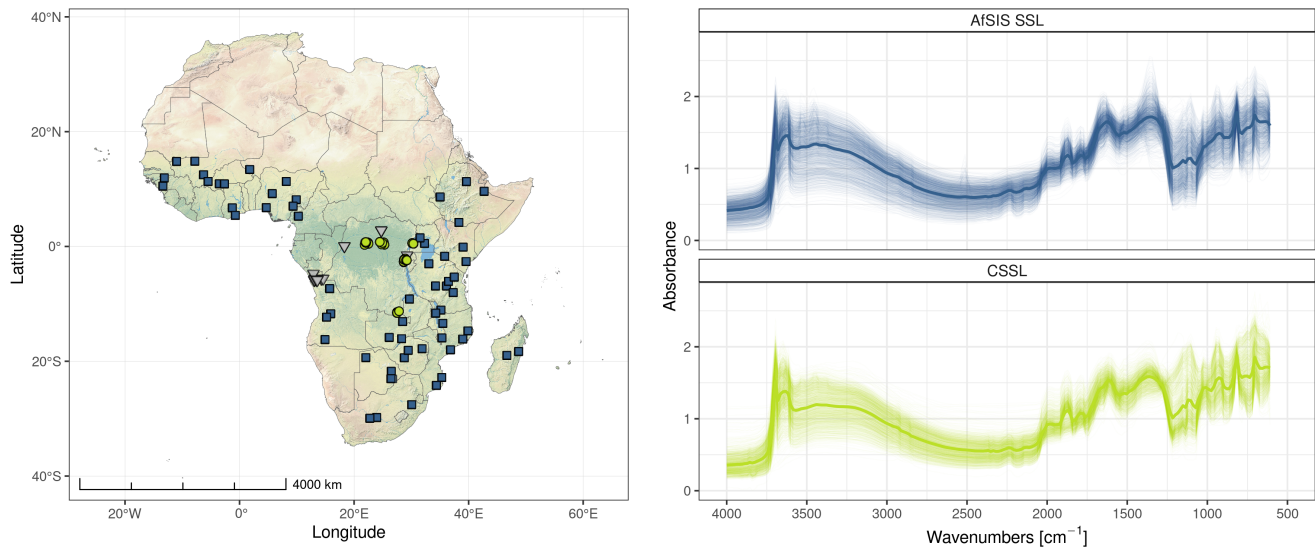 40°N
20°N
0°
20°S
40°S
Latitude
4000 km
20°W
0°
20°E
40°E
60°E
Longitude
AfSIS SSL
2
1
0
CSSL
2
1
0
Absorbance
4000
3500
3000
2500
2000
1500
1000
500
Wavenumbers [cm⁻¹]